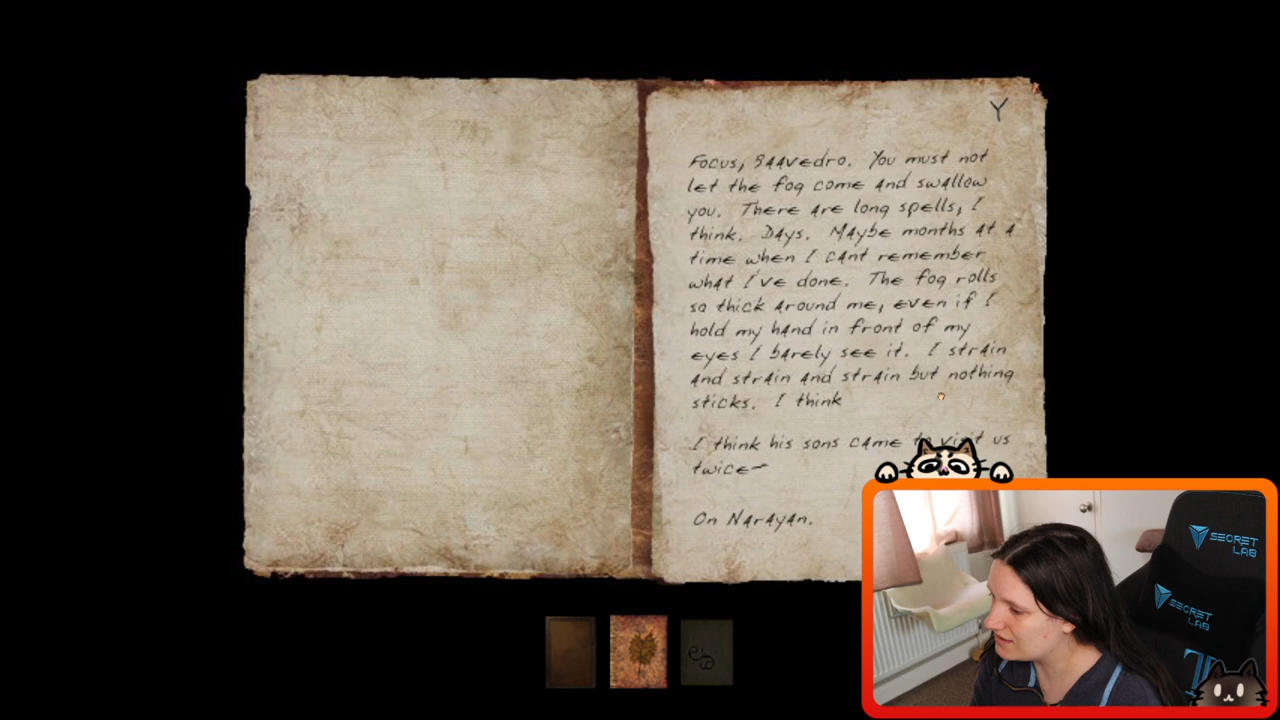 Y
Focus, Saavedro. You must not
let the fog come and swallow
you. There are long spells, I
think. Days. Maybe months at a
time when I cant remember
what I've done. The fog rolls
so thick around me, even if I
hold my hand in front of my
eyes I barely see it. I strain
and strain and strain but nothing
sticks. I think
I think his sons came to visit us
twice—
On Narayan.
SECRET
LAB
SECRET
LAB